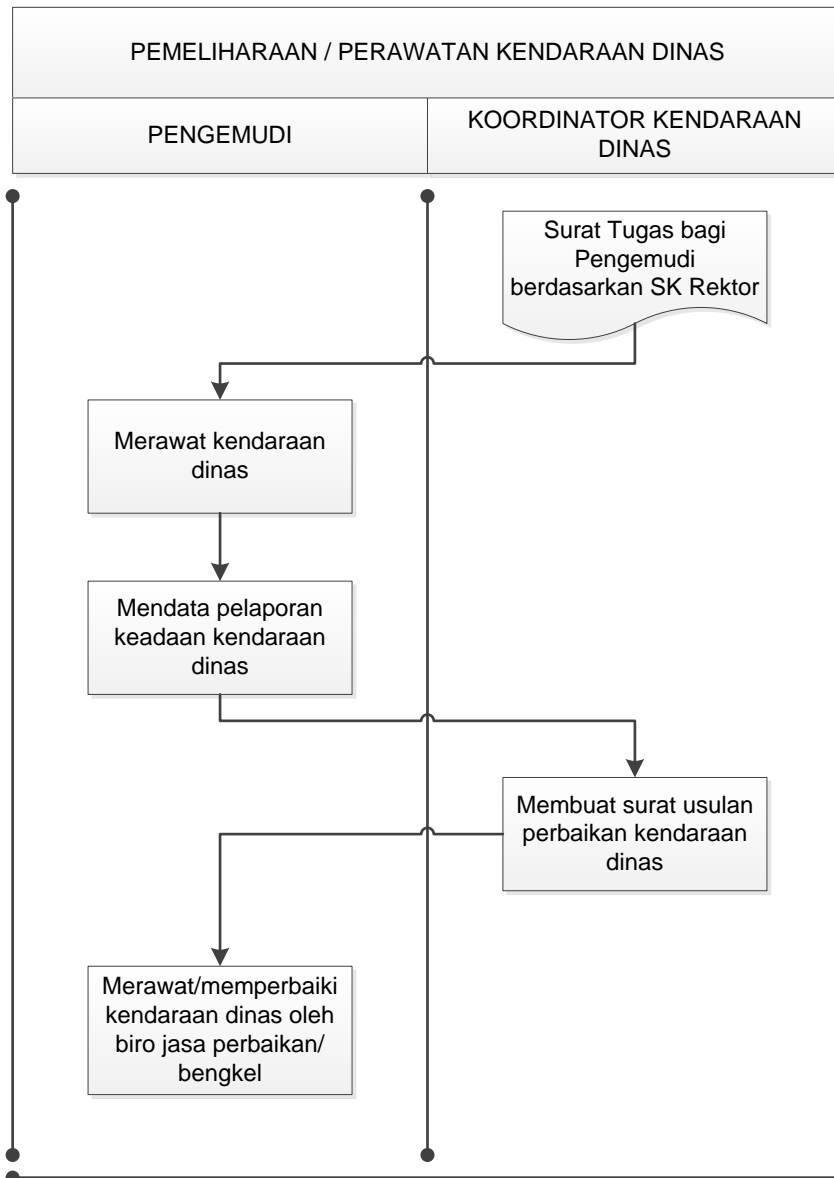 PEMELIHARAAN / PERAWATAN KENDARAAN DINAS
PENGEMUDI
KOORDINATOR KENDARAAN
DINAS
Surat Tugas bagi
Pengemudi
berdasarkan SK Rektor
Merawat kendaraan
dinas
Mendata pelaporan
keadaan kendaraan
dinas
Membuat surat usulan
perbaikan kendaraan
dinas
Merawat/memperbaiki
kendaraan dinas oleh
biro jasa perbaikan/
bengkel